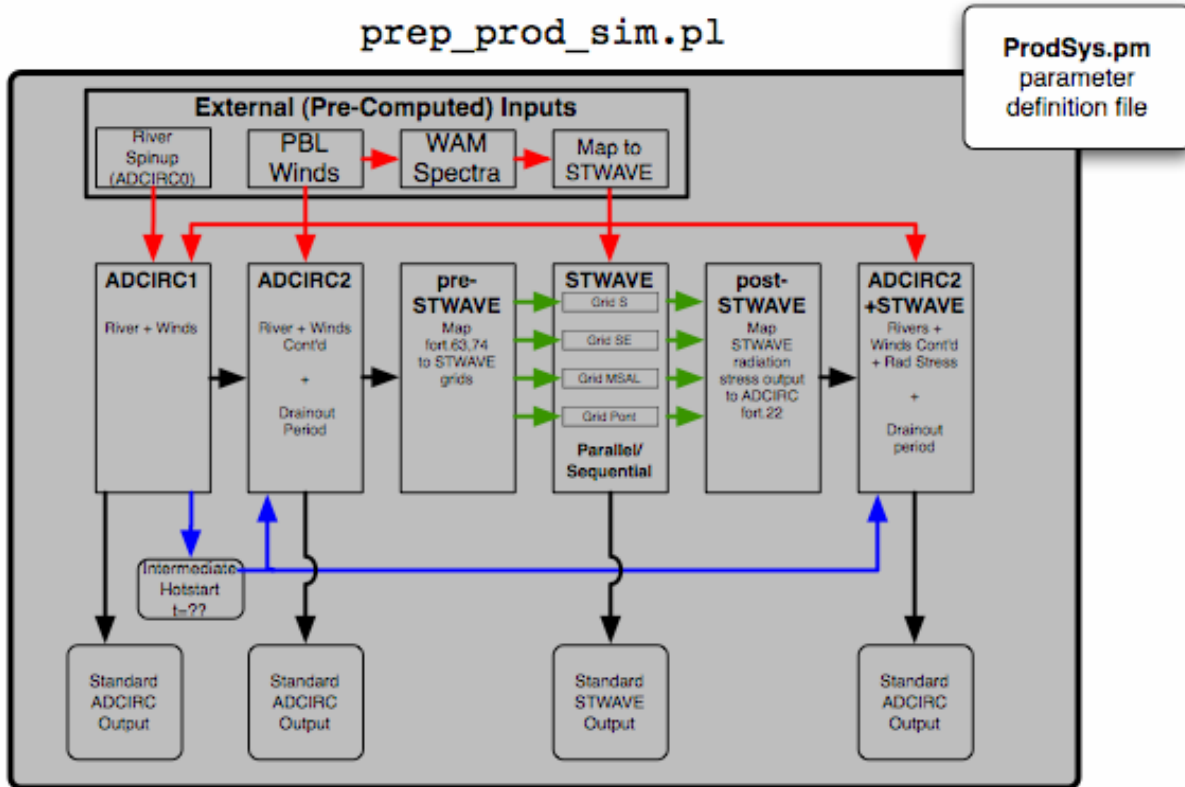 prep_prod_sim.pl
ProdSys.pm
parameter
definition file
External (Pre-Computed) Inputs
River
Spinup
(ADCIRC0)
PBL
Winds
WAM
Spectra
Map to
STWAVE
ADCIRC1
River + Winds
ADCIRC2
River + Winds
Cont'd
+
Drainout
Period
pre-
STWAVE
Map
fort.63,74
to STWAVE
grids
STWAVE
Grid S
Grid SE
Grid MSAL
Grid Pont
Parallel/
Sequential
post-
STWAVE
Map
STWAVE
radiation
stress output
to ADCIRC
fort.22
ADCIRC2
+STWAVE
Rivers +
Winds Cont'd
+ Rad Stress
+
Drainout
period
Intermediate
Hotstart
t=??
Standard
ADCIRC
Output
Standard
ADCIRC
Output
Standard
STWAVE
Output
Standard
ADCIRC
Output